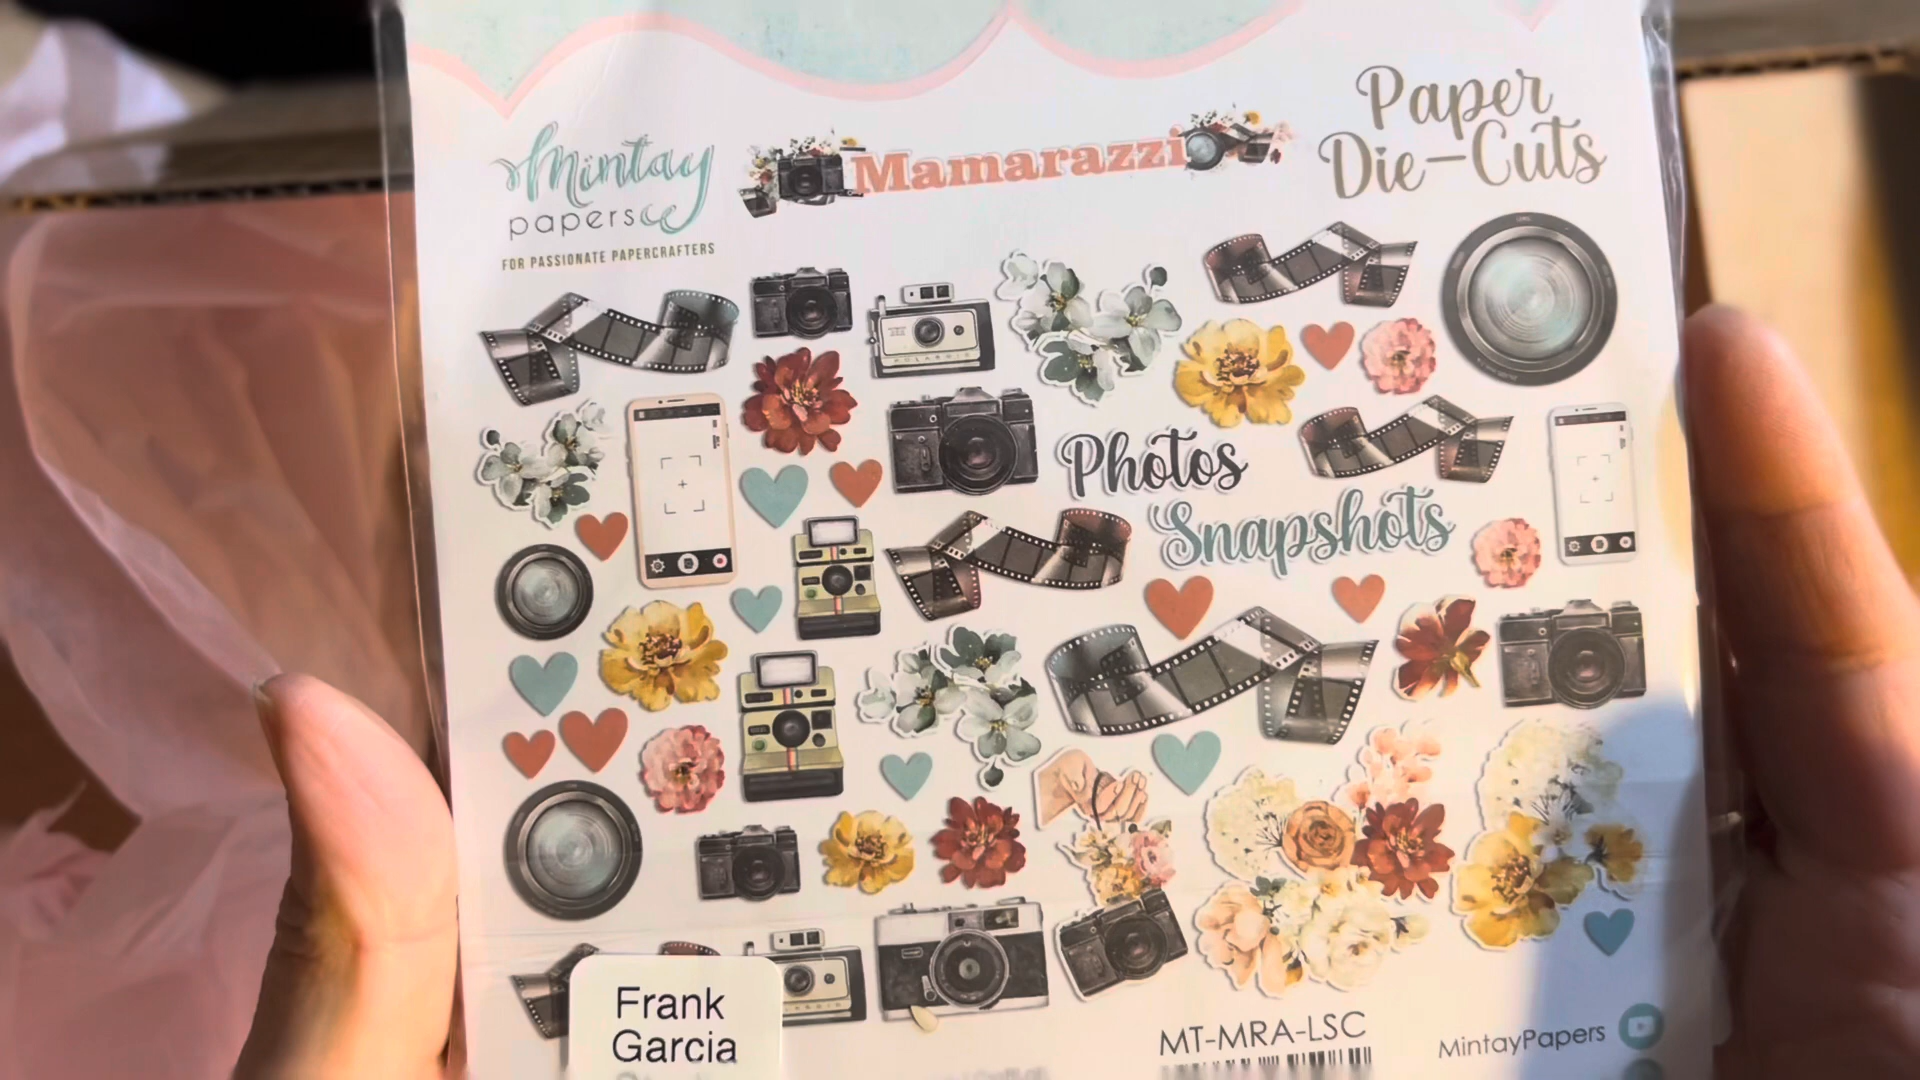 Mintay
papers
FOR PASSIONATE PAPERCRAFTERS
Mamarazzi
Paper
Die-Cuts
Photos
Snapshots
Frank
Garcia
MT-MRA-LSC
MintayPapers